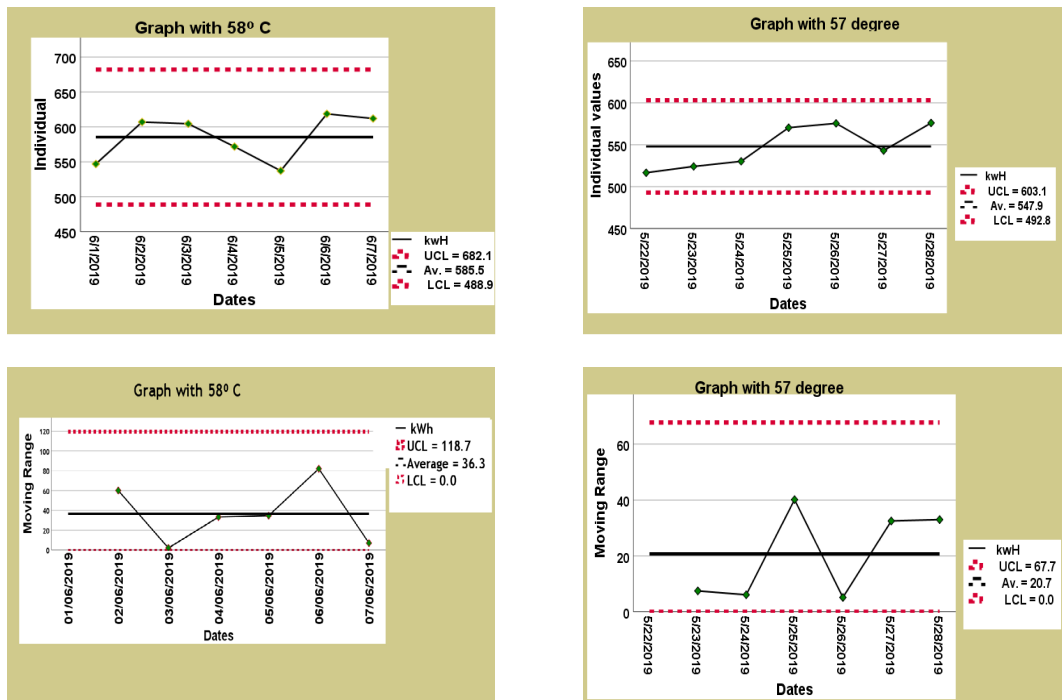 Graph with 58º C
700
650
600
550
500
450
Individual
6/1/2019
6/2/2019
6/3/2019
6/4/2019
6/5/2019
6/6/2019
6/7/2019
Dates
kwH
UCL = 682.1
Av. = 585.5
LCL = 488.9
Graph with 57 degree
650
600
550
500
450
Individual values
5/22/2019
5/23/2019
5/24/2019
5/25/2019
5/26/2019
5/27/2019
5/28/2019
Dates
kwH
UCL = 603.1
Av. = 547.9
LCL = 492.8
Graph with 58º C
120
100
80
60
40
20
0
Moving Range
01/06/2019
02/06/2019
03/06/2019
04/06/2019
05/06/2019
06/06/2019
07/06/2019
Dates
kWh
UCL = 118.7
Average = 36.3
LCL = 0.0
Graph with 57 degree
60
40
20
0
Moving Range
5/22/2019
5/23/2019
5/24/2019
5/25/2019
5/26/2019
5/27/2019
5/28/2019
Dates
kwH
UCL = 67.7
Av. = 20.7
LCL = 0.0